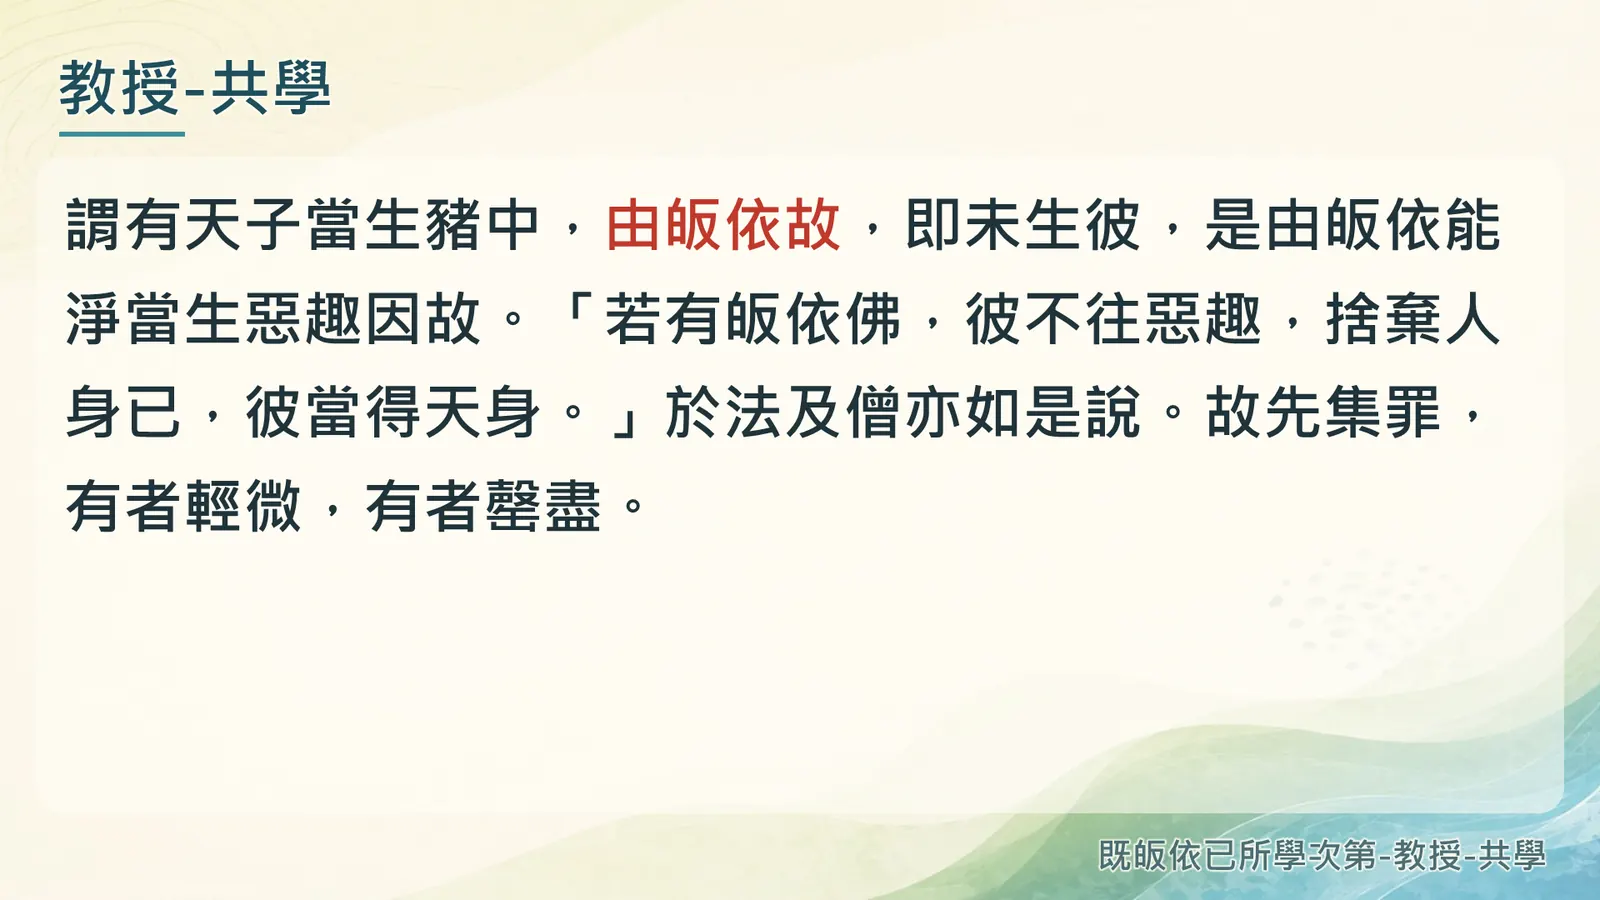 教授-共學
謂有天子當生豬中，由皈依故，即未生彼，是由皈依能
淨當生惡趣因故。「若有皈依佛，彼不往惡趣，捨棄人
身已，彼當得天身。」於法及僧亦如是說。故先集罪，
有者輕微，有者罄盡。
既皈依已所學次第-教授-共學